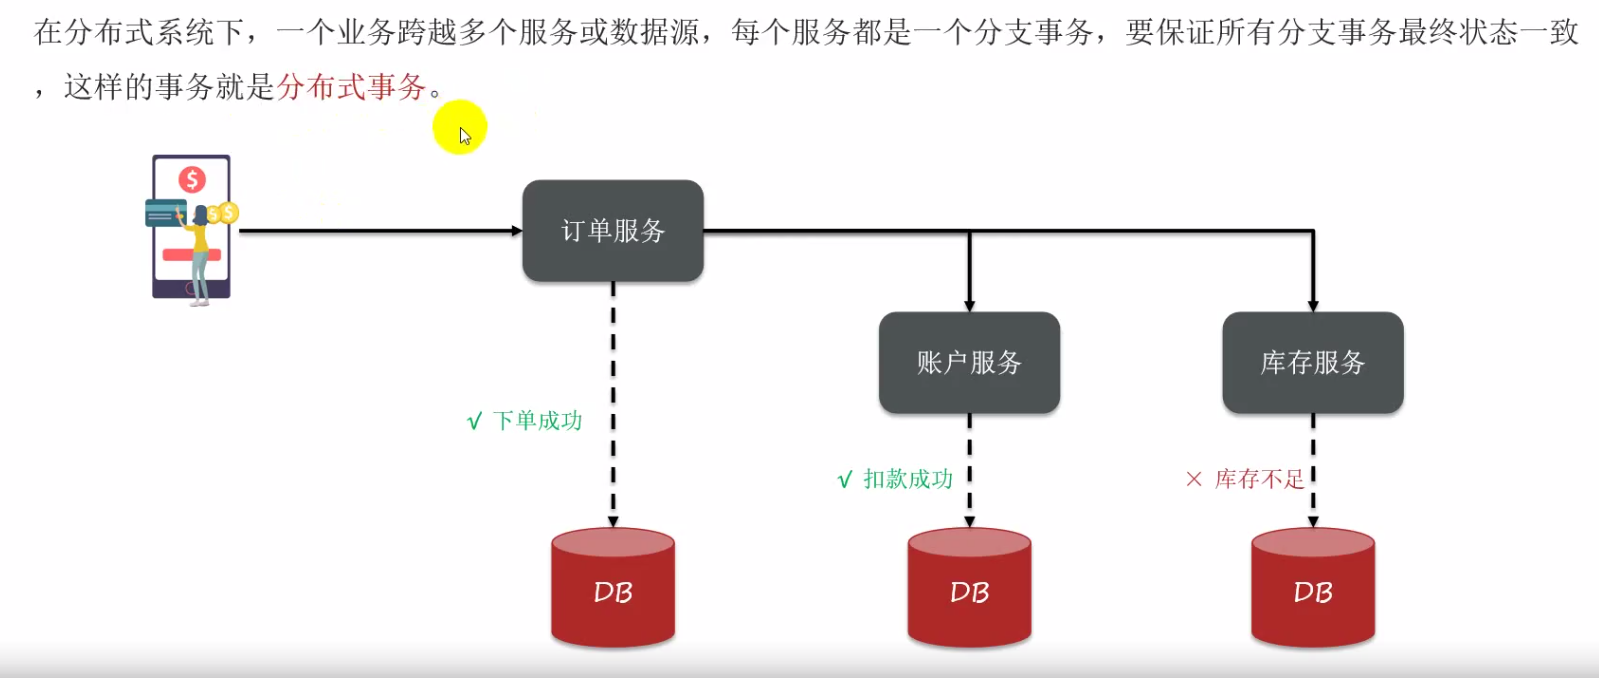 在分布式系统下，一个业务跨越多个服务或数据源，每个服务都是一个分支事务，要保证所有分支事务最终状态一致
，这样的事务就是分布式事务。
$
$ $
订单服务
账户服务
库存服务
√ 下单成功
√ 扣款成功
× 库存不足
DB
DB
DB